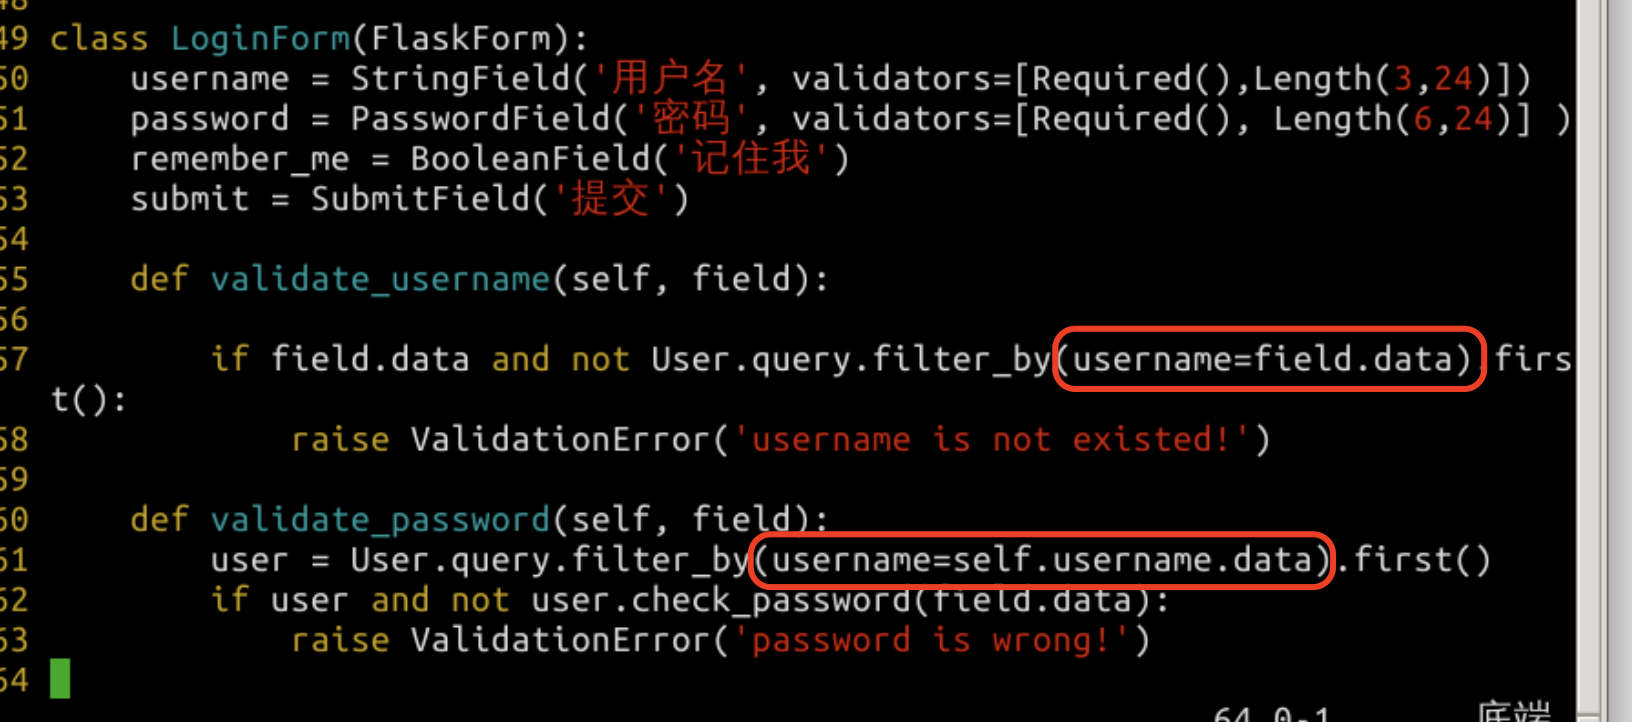 49 class LoginForm(FlaskForm):
50     username = StringField('用户名', validators=[Required(),Length(3,24)])
51     password = PasswordField('密码', validators=[Required(), Length(6,24)] )
52     remember_me = BooleanField('记住我')
53     submit = SubmitField('提交')
54
55     def validate_username(self, field):
56
57         if field.data and not User.query.filter_by(username=field.data).firs
t():
58             raise ValidationError('username is not existed!')
59
60     def validate_password(self, field):
61         user = User.query.filter_by(username=self.username.data).first()
62         if user and not user.check_password(field.data):
63             raise ValidationError('password is wrong!')
64
64,0-1 底端